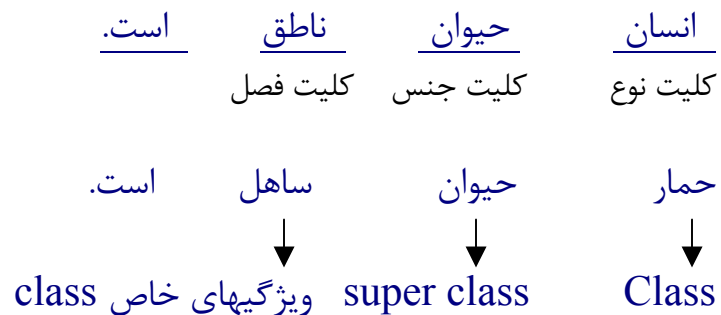 انسان حیوان ناطق است.
کلیت نوع کلیت جنس کلیت فصل
حمار حیوان ساهل است.
Class super class ویژگیهای خاص class